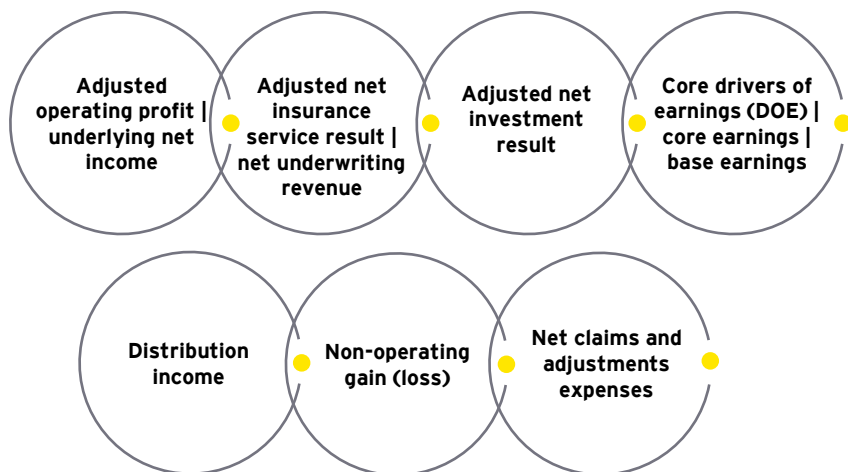 Adjusted
operating profit |
underlying net
income
Adjusted net
insurance
service result |
net underwriting
revenue
Adjusted net
investment
result
Core drivers of
earnings (DOE) |
core earnings |
base earnings
Distribution
income
Non-operating
gain (loss)
Net claims and
adjustments
expenses